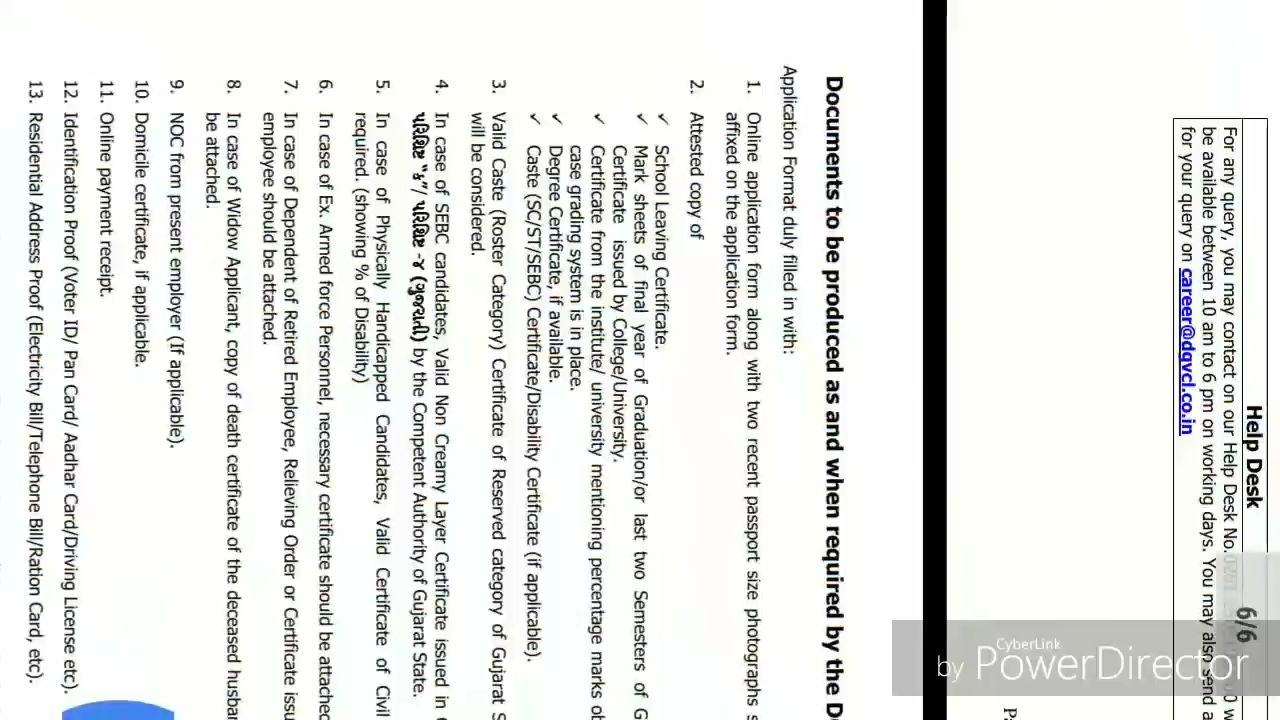 Help Desk
For any query, you may contact on our Help Desk No.
be available between 10 am to 6 pm on working days. You may also send a
for your query on career@dgvcl.co.in
6/6
Documents to be produced as and when required by the
Application Format duly filled in with:
1. Online application form along with two recent passport size photographs
affixed on the application form.
2. Attested copy of
✓ School Leaving Certificate.
✓ Mark sheets of final year of Graduation/or last two Semesters of G
Certificate issued by College/University.
✓ Certificate from the institute/ university mentioning percentage marks
case grading system is in place.
✓ Degree Certificate, if available.
✓ Caste (SC/ST/SEBC) Certificate/Disability Certificate (if applicable).
3. Valid Caste (Roster Category) Certificate of Reserved category of Gujarat S
will be considered.
4. In case of SEBC candidates, Valid Non Creamy Layer Certificate issued in
પરિશિષ્ટ "ક"/ પરિશિષ્ટ -૪ (ગુજરાતી) by the Competent Authority of Gujarat State.
5. In case of Physically Handicapped Candidates, Valid Certificate of Civil
required. (showing % of Disability)
6. In case of Ex. Armed force Personnel, necessary certificate should be attached
7. In case of Dependent of Retired Employee, Relieving Order or Certificate issu
employee should be attached.
8. In case of Widow Applicant, copy of death certificate of the deceased husba
be attached.
9. NOC from present employer (If applicable).
10. Domicile certificate, if applicable.
11. Online payment receipt.
12. Identification Proof (Voter ID/ Pan Card/ Aadhar Card/Driving License etc).
13. Residential Address Proof (Electricity Bill/Telephone Bill/Ration Card, etc).
CyberLink
by PowerDirector